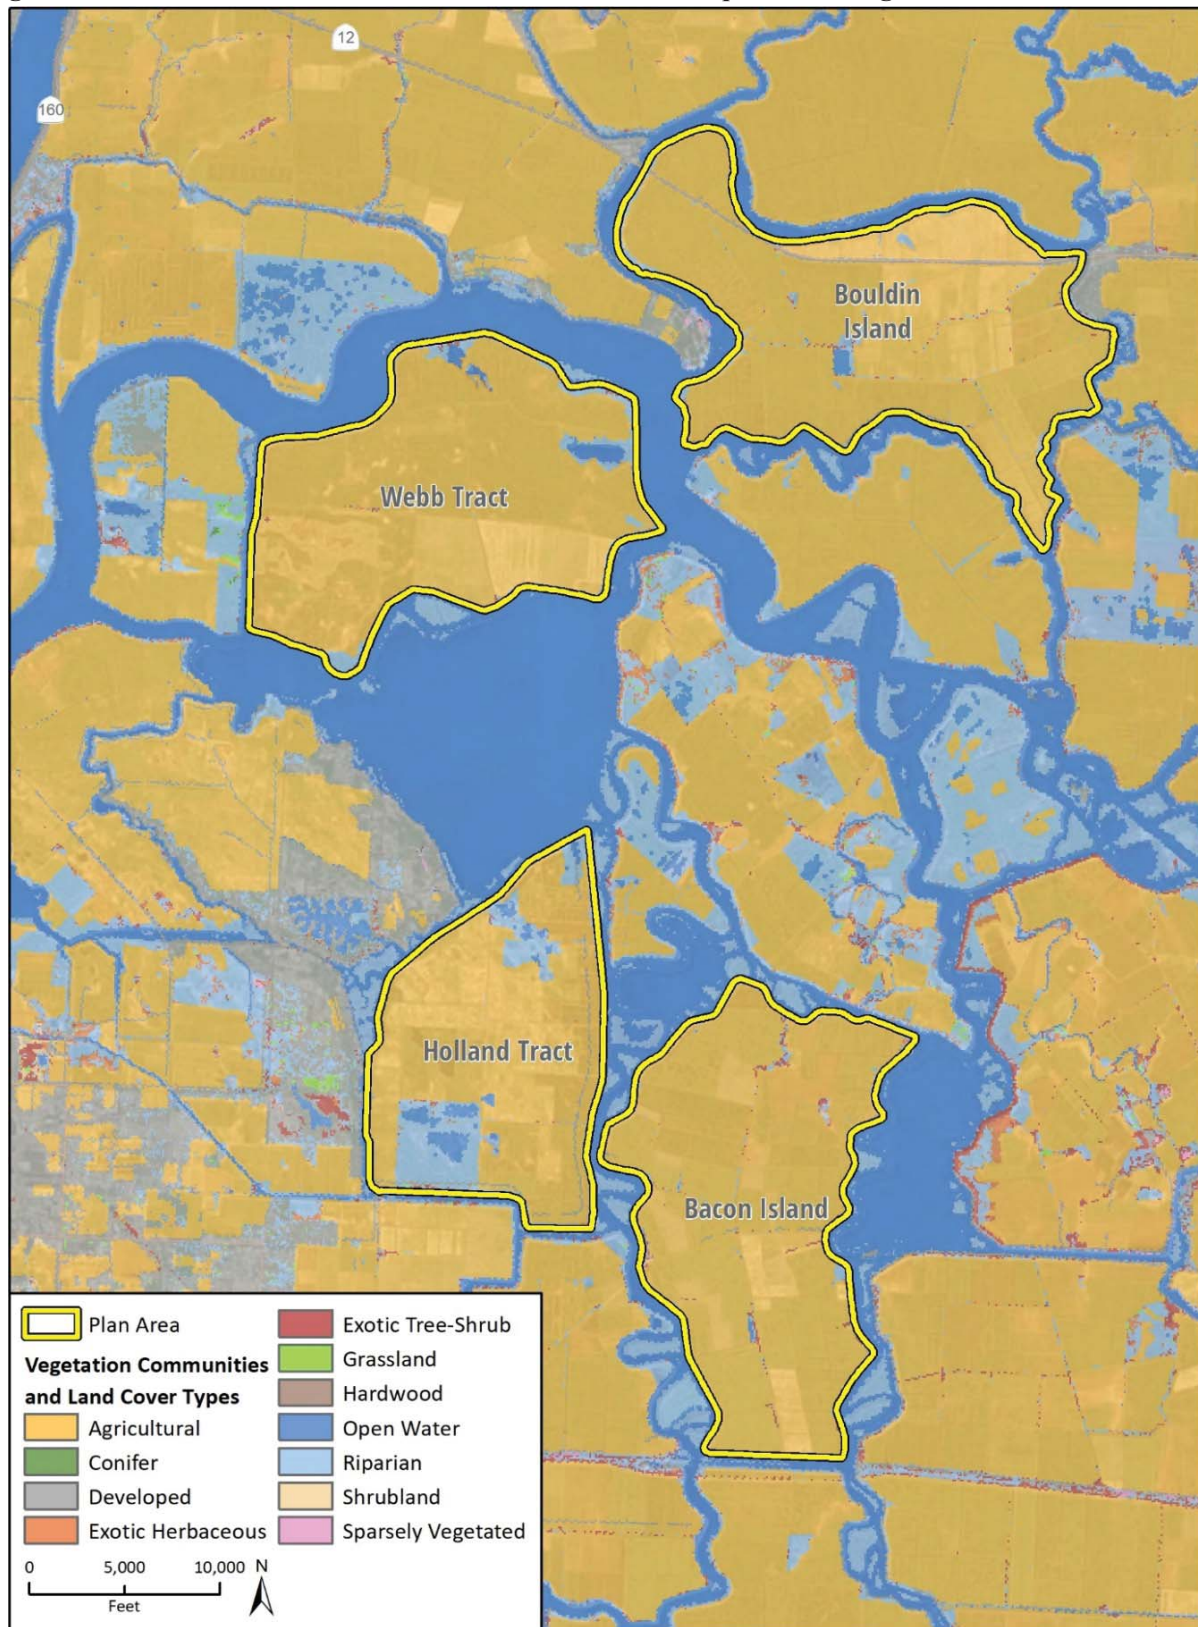 12
160
Bouldin
Island
Webb Tract
Holland Tract
Bacon Island
Plan Area
Vegetation Communities
and Land Cover Types
Agricultural
Conifer
Developed
Exotic Herbaceous
Exotic Tree-Shrub
Grassland
Hardwood
Open Water
Riparian
Shrubland
Sparsely Vegetated
0 5,000 10,000 N
Feet